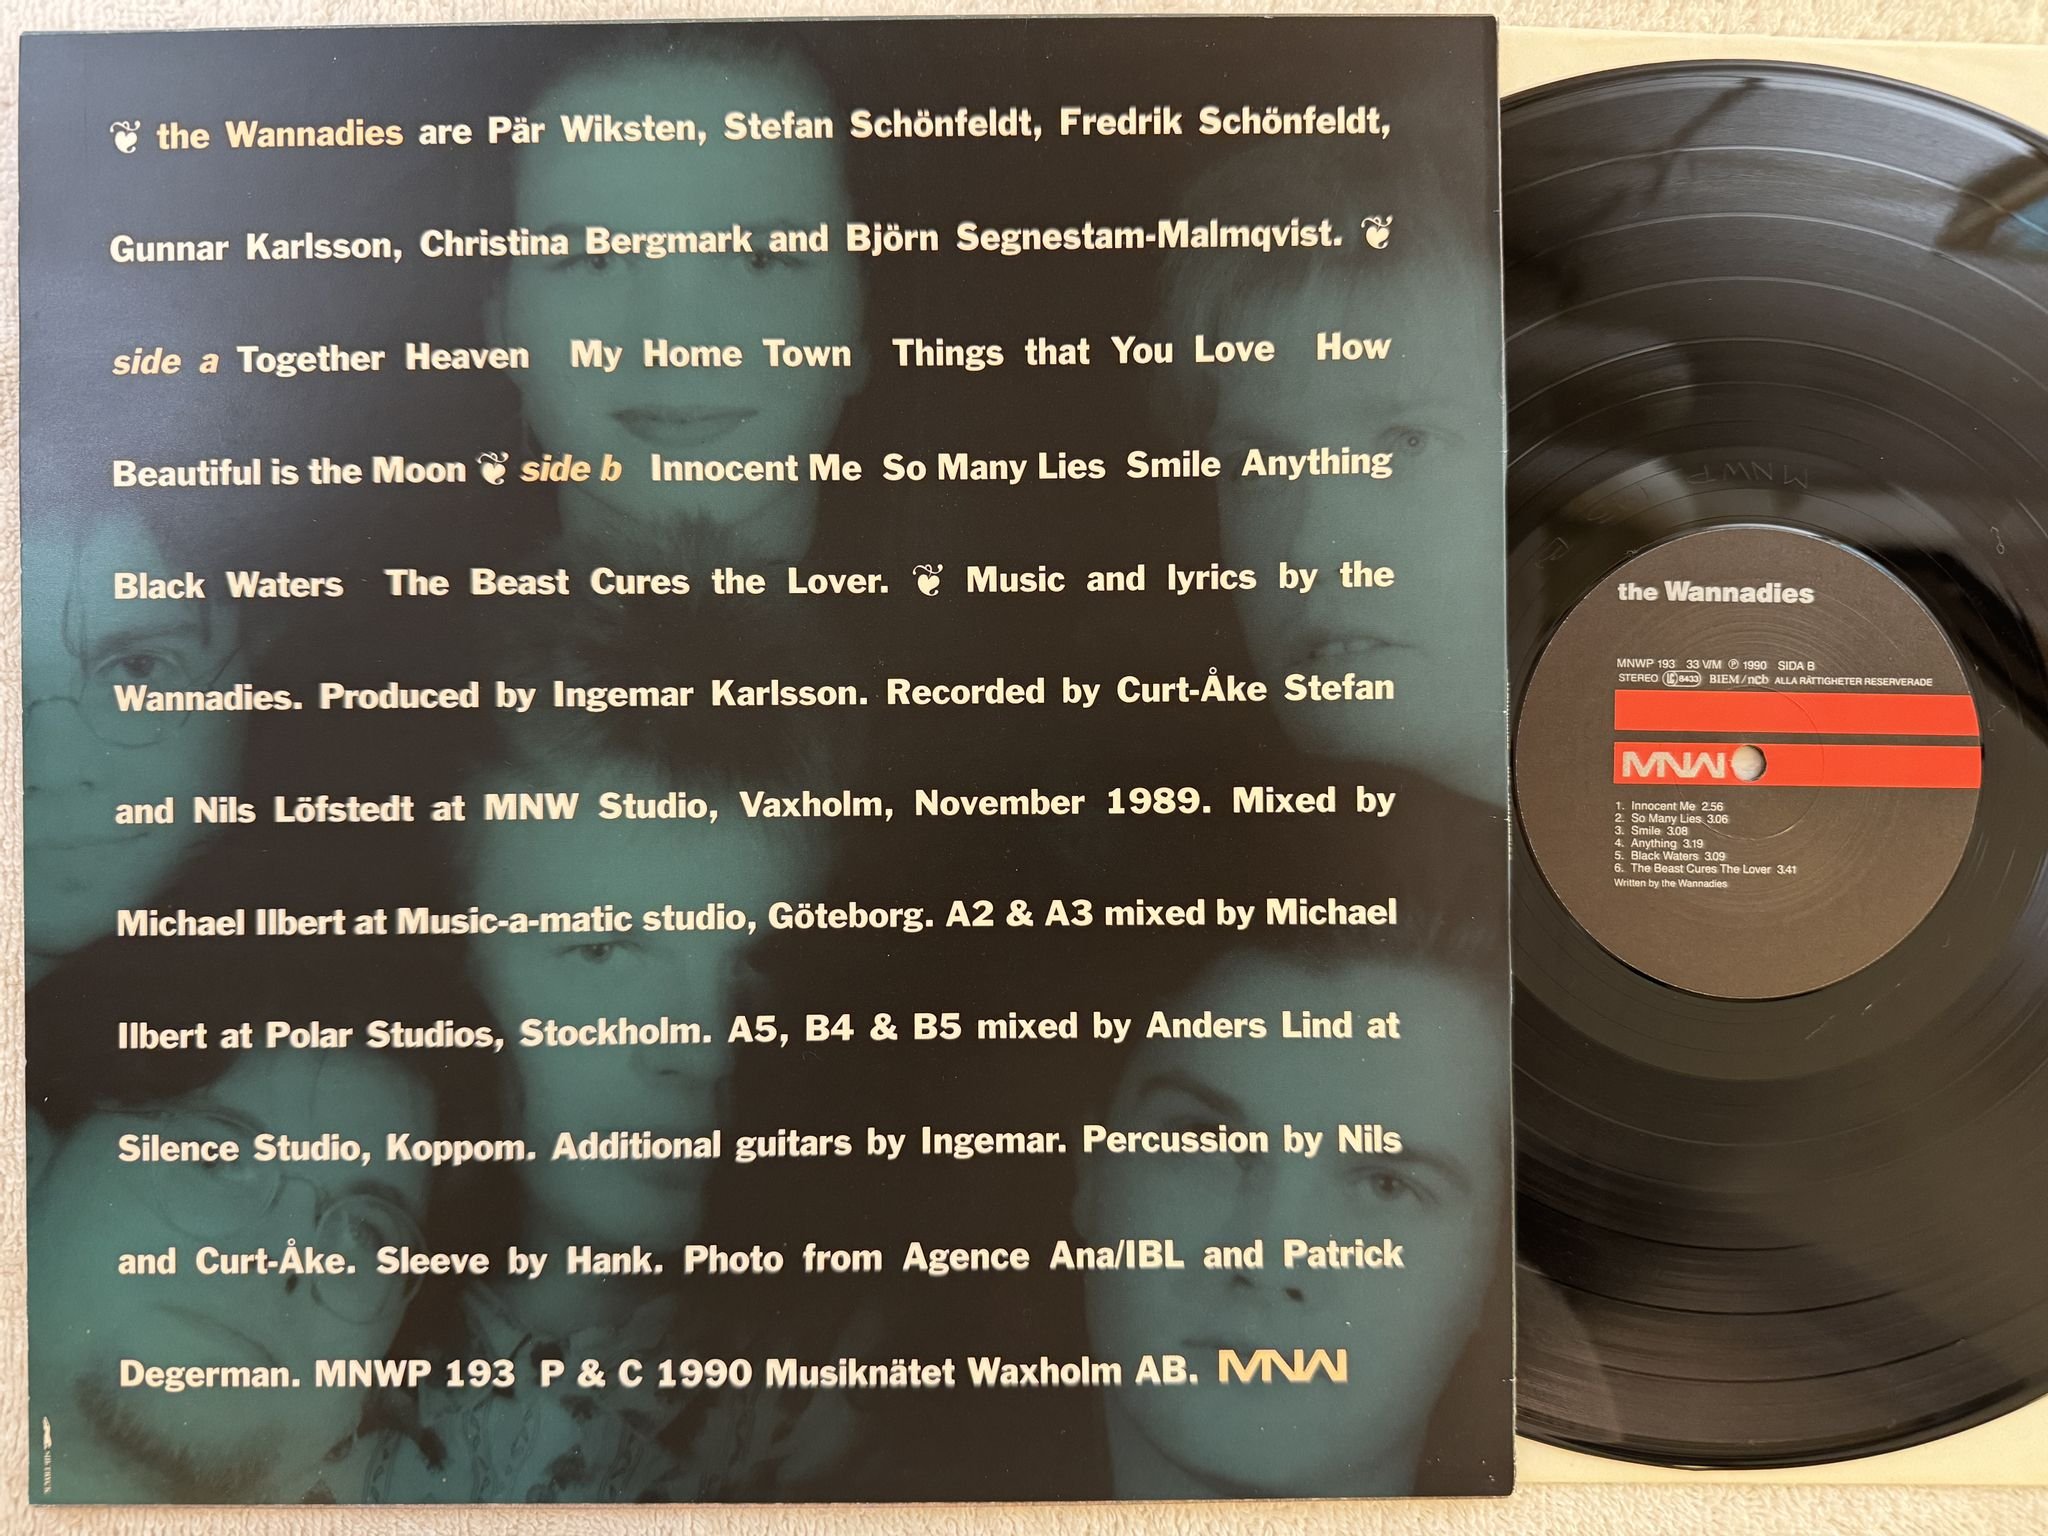 the Wannadies are Pär Wiksten, Stefan Schönfeldt, Fredrik Schönfeldt,
Gunnar Karlsson, Christina Bergmark and Björn Segnestam-Malmqvist.
side a Together Heaven My Home Town Things that You Love How
Beautiful is the Moon side b Innocent Me So Many Lies Smile Anything
Black Waters The Beast Cures the Lover. Music and lyrics by the
Wannadies. Produced by Ingemar Karlsson. Recorded by Curt-Åke Stefan
and Nils Löfstedt at MNW Studio, Vaxholm, November 1989. Mixed by
Michael Ilbert at Music-a-matic studio, Göteborg. A2 & A3 mixed by Michael
Ilbert at Polar Studios, Stockholm. A5, B4 & B5 mixed by Anders Lind at
Silence Studio, Koppom. Additional guitars by Ingemar. Percussion by Nils
and Curt-Åke. Sleeve by Hank. Photo from Agence Ana/IBL and Patrick
Degerman. MNWP 193 P & C 1990 Musiknätet Waxholm AB. MNW
MNWP
the Wannadies
MNWP 193 33 V/M Ⓟ 1990 SIDA B
STEREO LC 8433 BIEM/ncb ALLA RÄTTIGHETER RESERVERADE
MNW
1. Innocent Me 2.56
2. So Many Lies 3.06
3. Smile 3.08
4. Anything 3.19
5. Black Waters 3.09
6. The Beast Cures The Lover 3.41
Written by the Wannadies